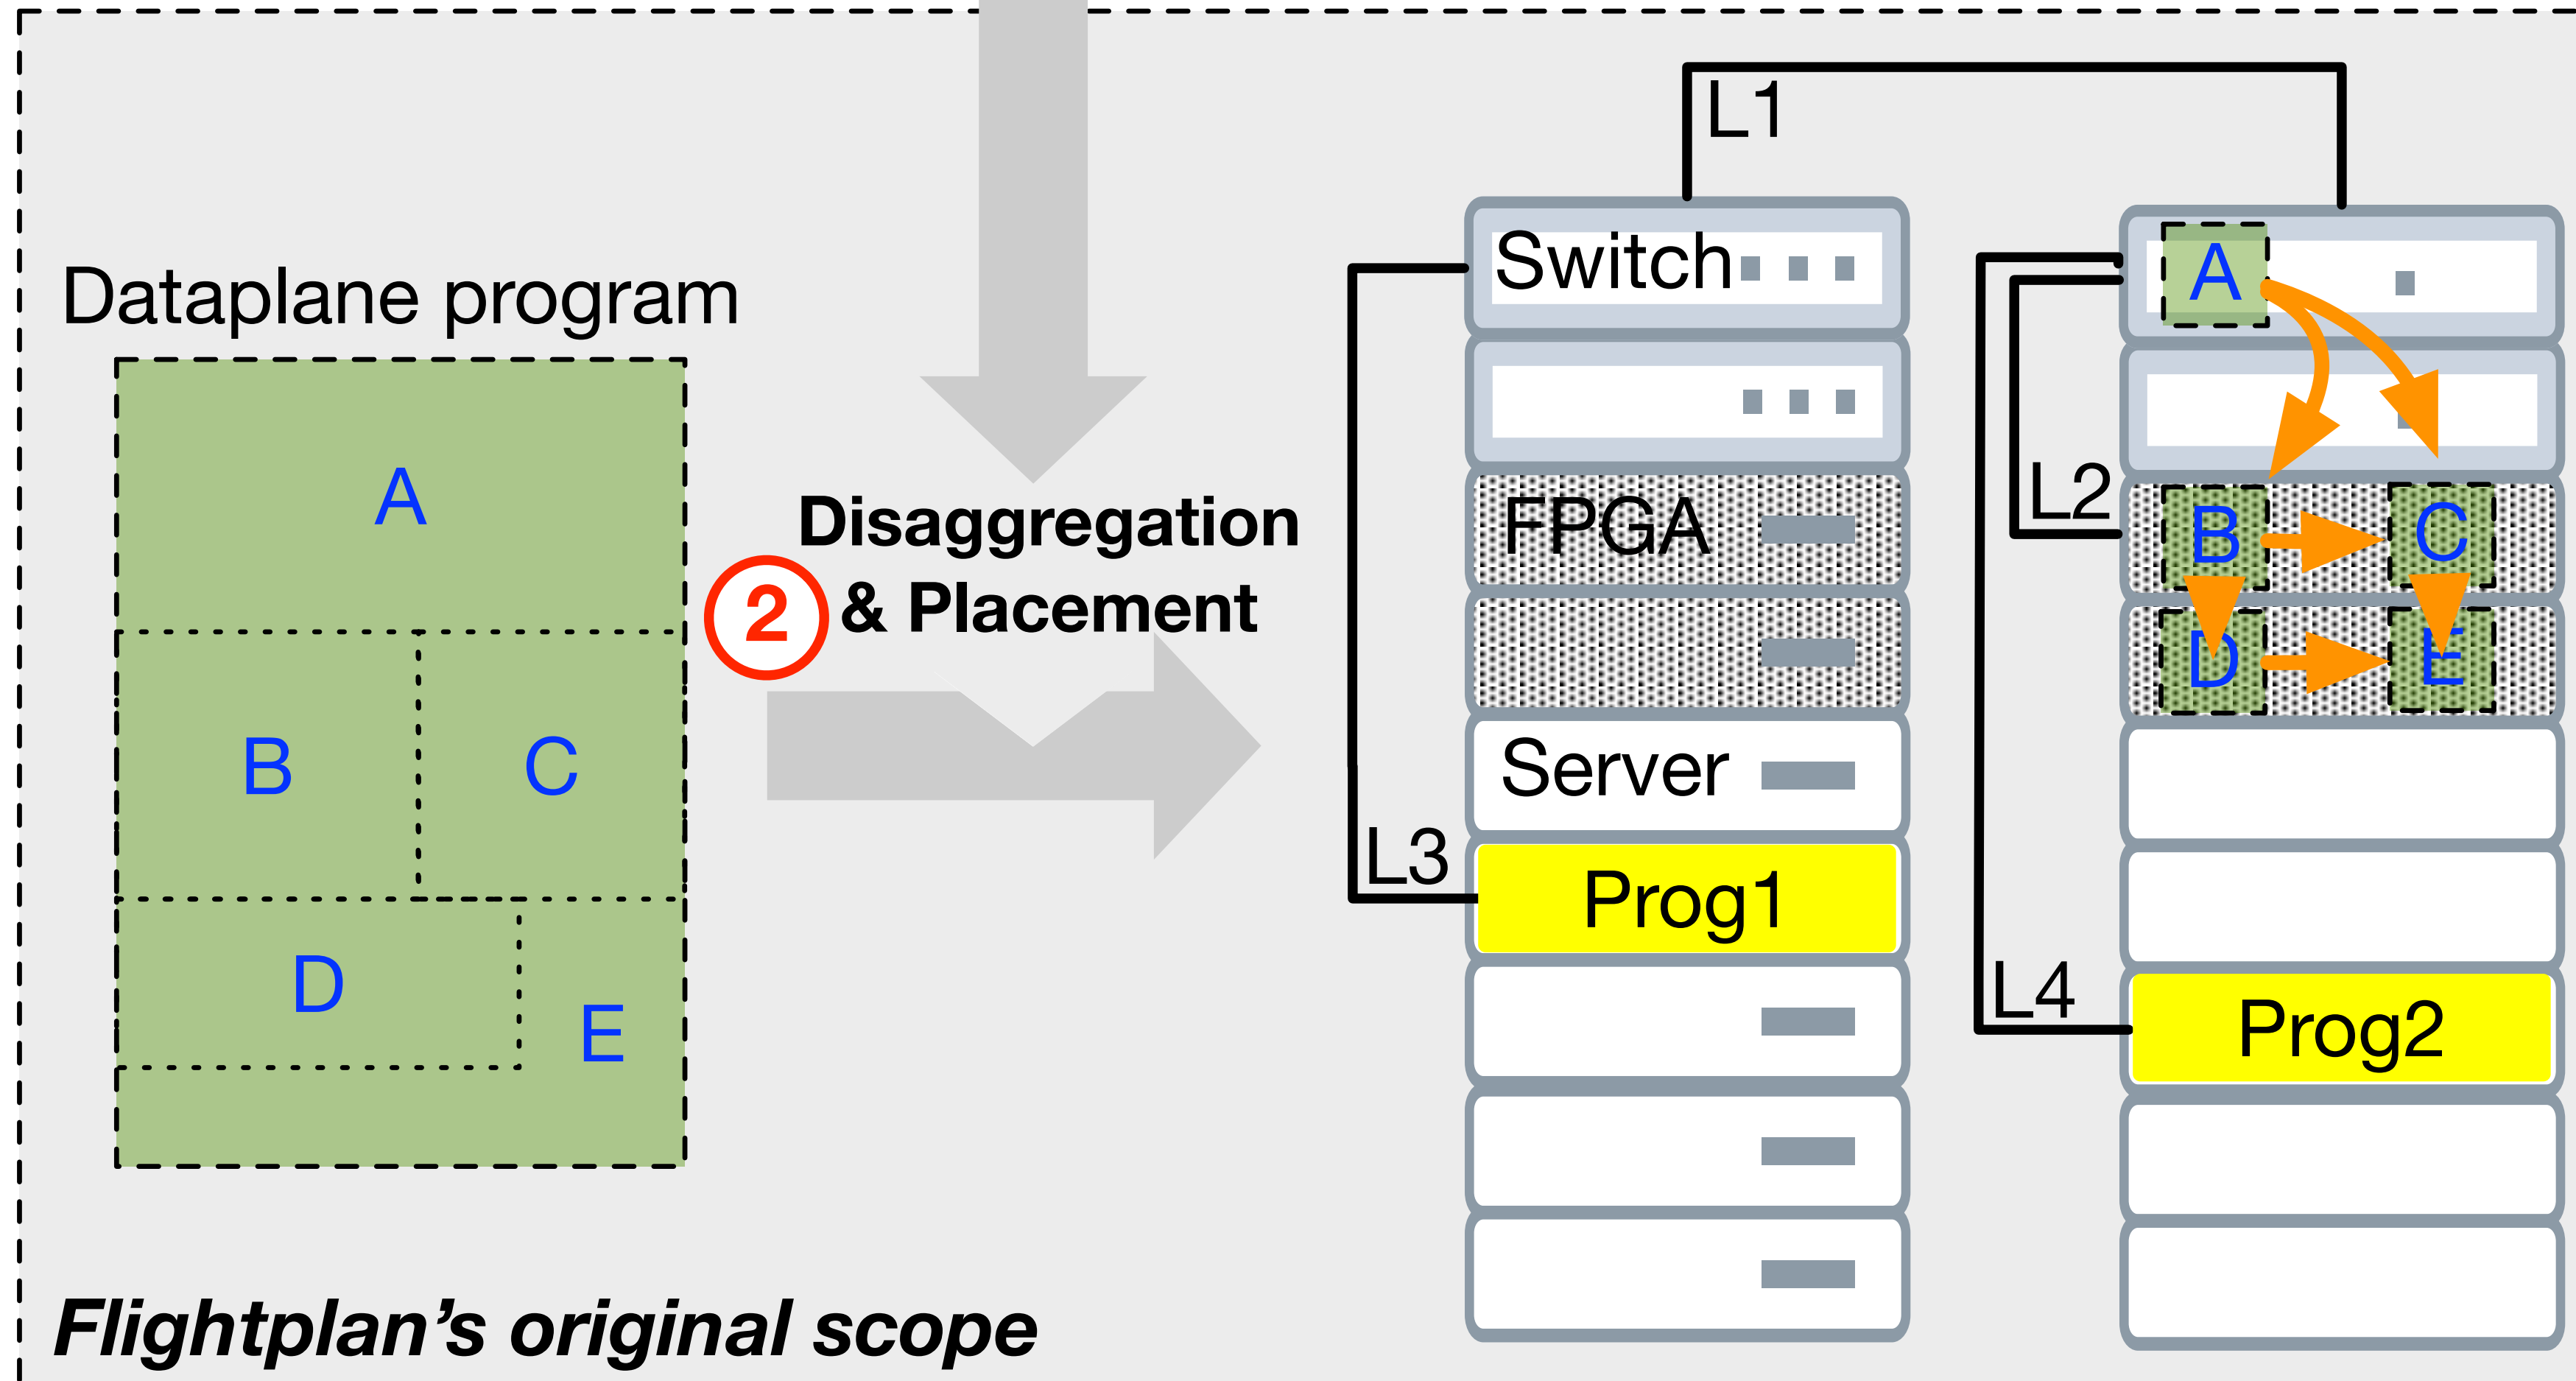 Dataplane program
A
B
C
D
E
Disaggregation
2
& Placement
L1
Switch
FPGA
Server
L3
Prog1
A
L2
B
C
D
E
L4
Prog2
Flightplan’s original scope